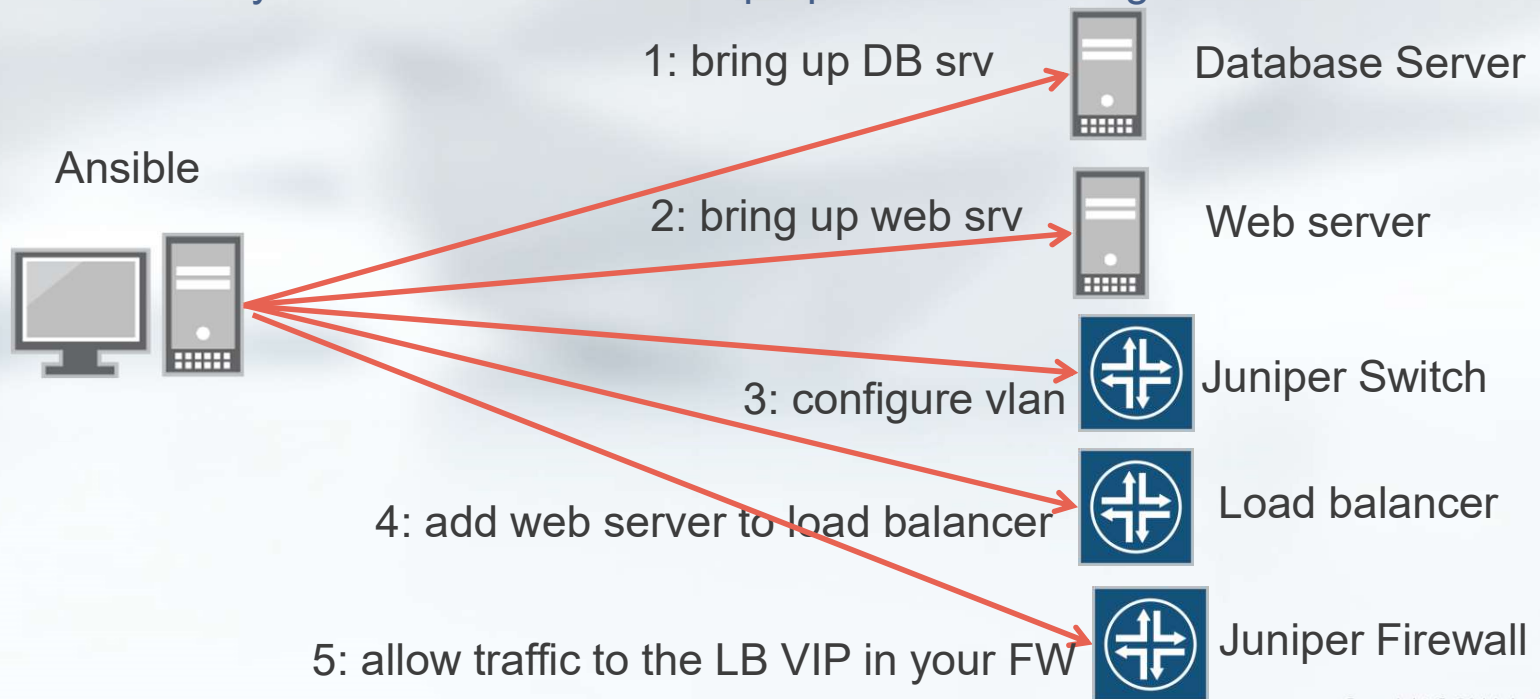 1: bring up DB srv
Database Server
Ansible
2: bring up web srv
Web server
3: configure vlan
Juniper Switch
4: add web server to load balancer
Load balancer
5: allow traffic to the LB VIP in your FW
Juniper Firewall